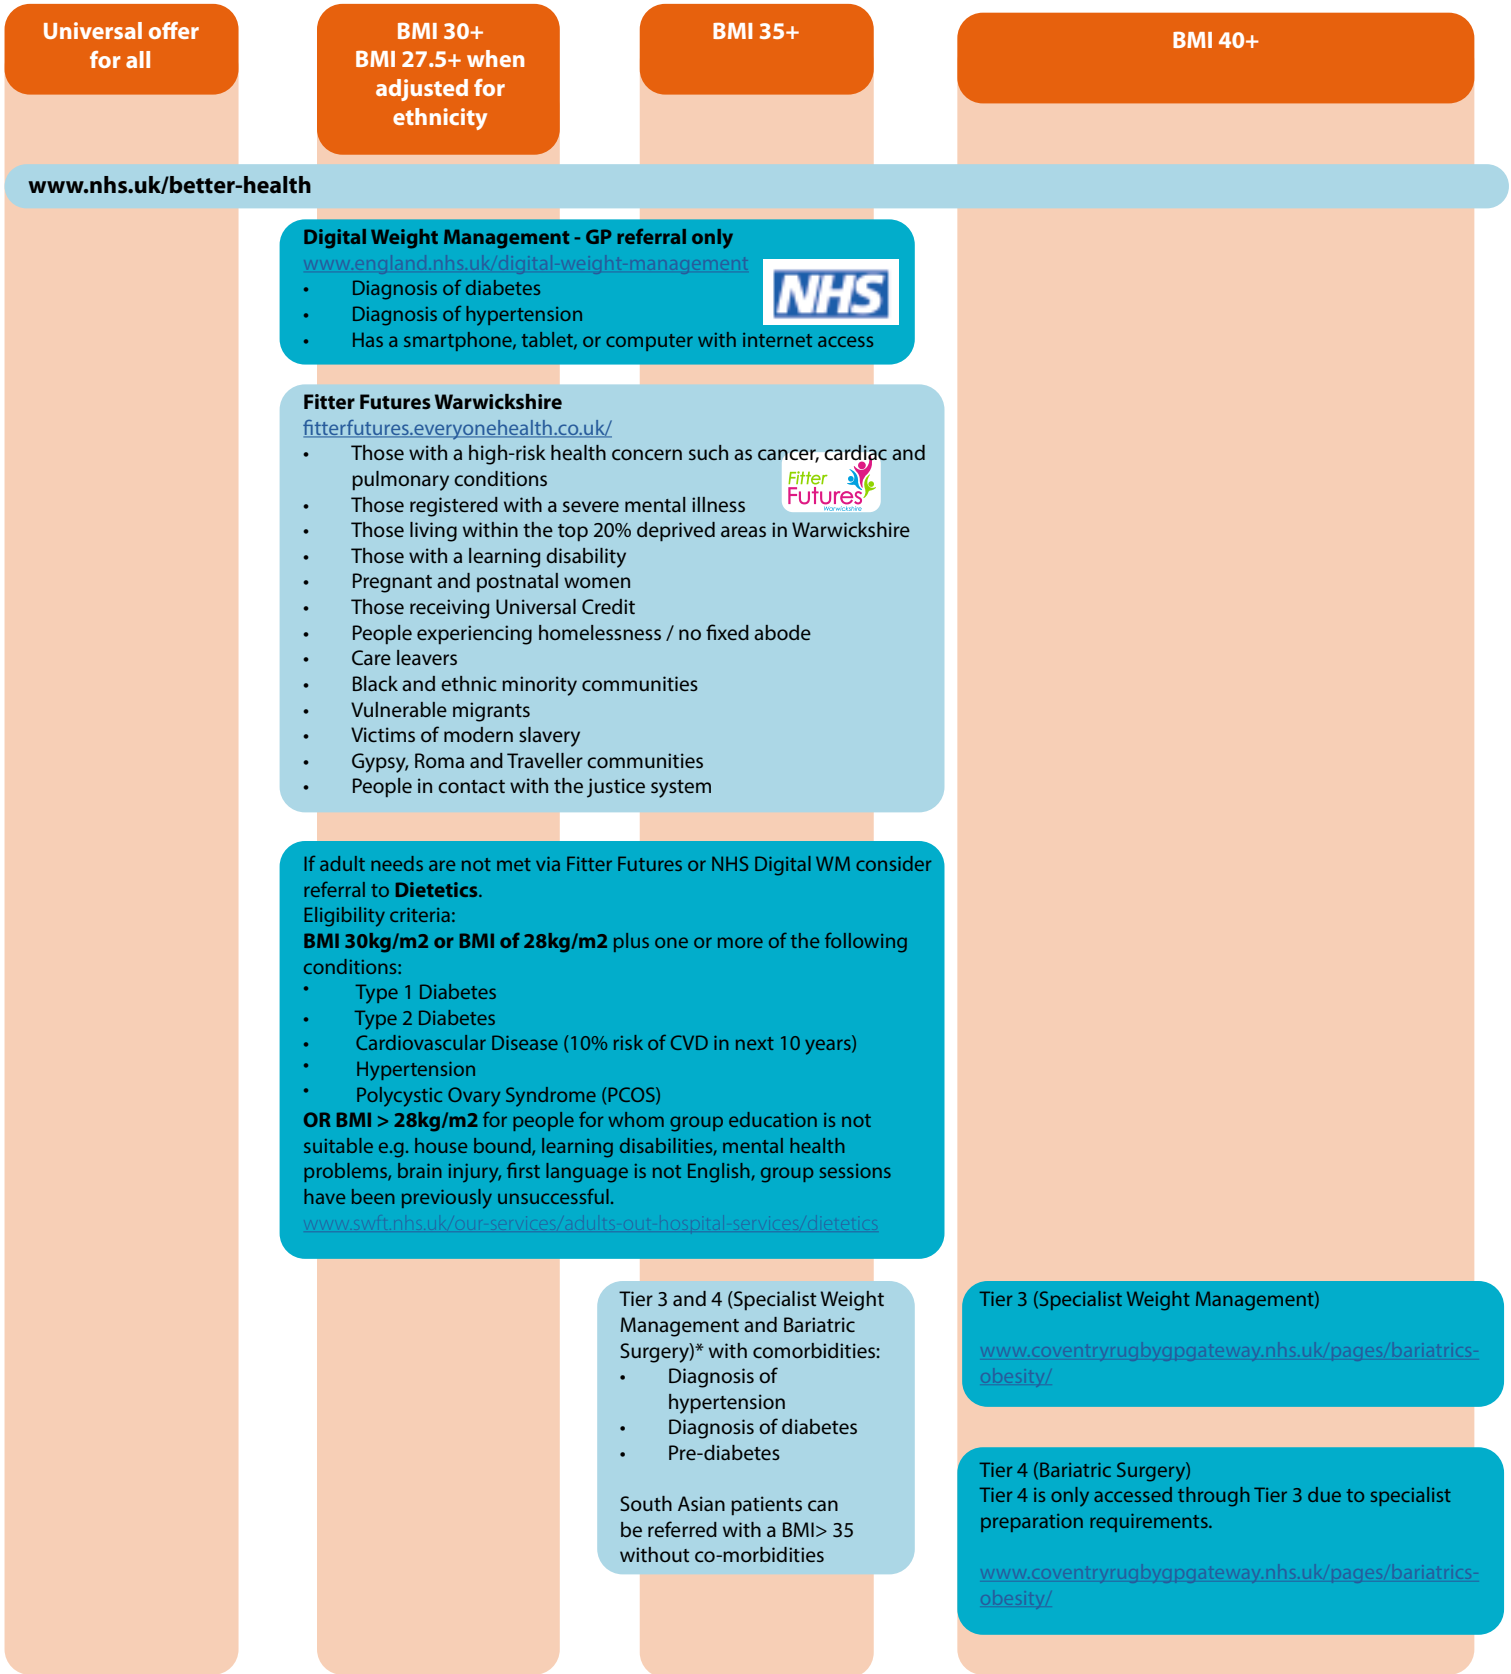 Universal offer
for all
BMI 30+
BMI 27.5+ when
adjusted for
ethnicity
BMI 35+
BMI 40+
www.nhs.uk/better-health
Digital Weight Management - GP referral only
www.england.nhs.uk/digital-weight-management
• Diagnosis of diabetes
• Diagnosis of hypertension
• Has a smartphone, tablet, or computer with internet access
NHS
Fitter Futures Warwickshire
fitterfutures.everyonehealth.co.uk/
• Those with a high-risk health concern such as cancer, cardiac and
pulmonary conditions
• Those registered with a severe mental illness
• Those living within the top 20% deprived areas in Warwickshire
• Those with a learning disability
• Pregnant and postnatal women
• Those receiving Universal Credit
• People experiencing homelessness / no fixed abode
• Care leavers
• Black and ethnic minority communities
• Vulnerable migrants
• Victims of modern slavery
• Gypsy, Roma and Traveller communities
• People in contact with the justice system
Fitter
Futures
Warwickshire
If adult needs are not met via Fitter Futures or NHS Digital WM consider
referral to Dietetics.
Eligibility criteria:
BMI 30kg/m2 or BMI of 28kg/m2 plus one or more of the following
conditions:
• Type 1 Diabetes
• Type 2 Diabetes
• Cardiovascular Disease (10% risk of CVD in next 10 years)
• Hypertension
• Polycystic Ovary Syndrome (PCOS)
OR BMI > 28kg/m2 for people for whom group education is not
suitable e.g. house bound, learning disabilities, mental health
problems, brain injury, first language is not English, group sessions
have been previously unsuccessful.
www.swft.nhs.uk/our-services/adults-out-hospital-services/dietetics
Tier 3 and 4 (Specialist Weight
Management and Bariatric
Surgery)* with comorbidities:
• Diagnosis of
hypertension
• Diagnosis of diabetes
• Pre-diabetes
South Asian patients can
be referred with a BMI> 35
without co-morbidities
Tier 3 (Specialist Weight Management)
www.coventryrugbygpgateway.nhs.uk/pages/bariatrics-
obesity/
Tier 4 (Bariatric Surgery)
Tier 4 is only accessed through Tier 3 due to specialist
preparation requirements.
www.coventryrugbygpgateway.nhs.uk/pages/bariatrics-
obesity/